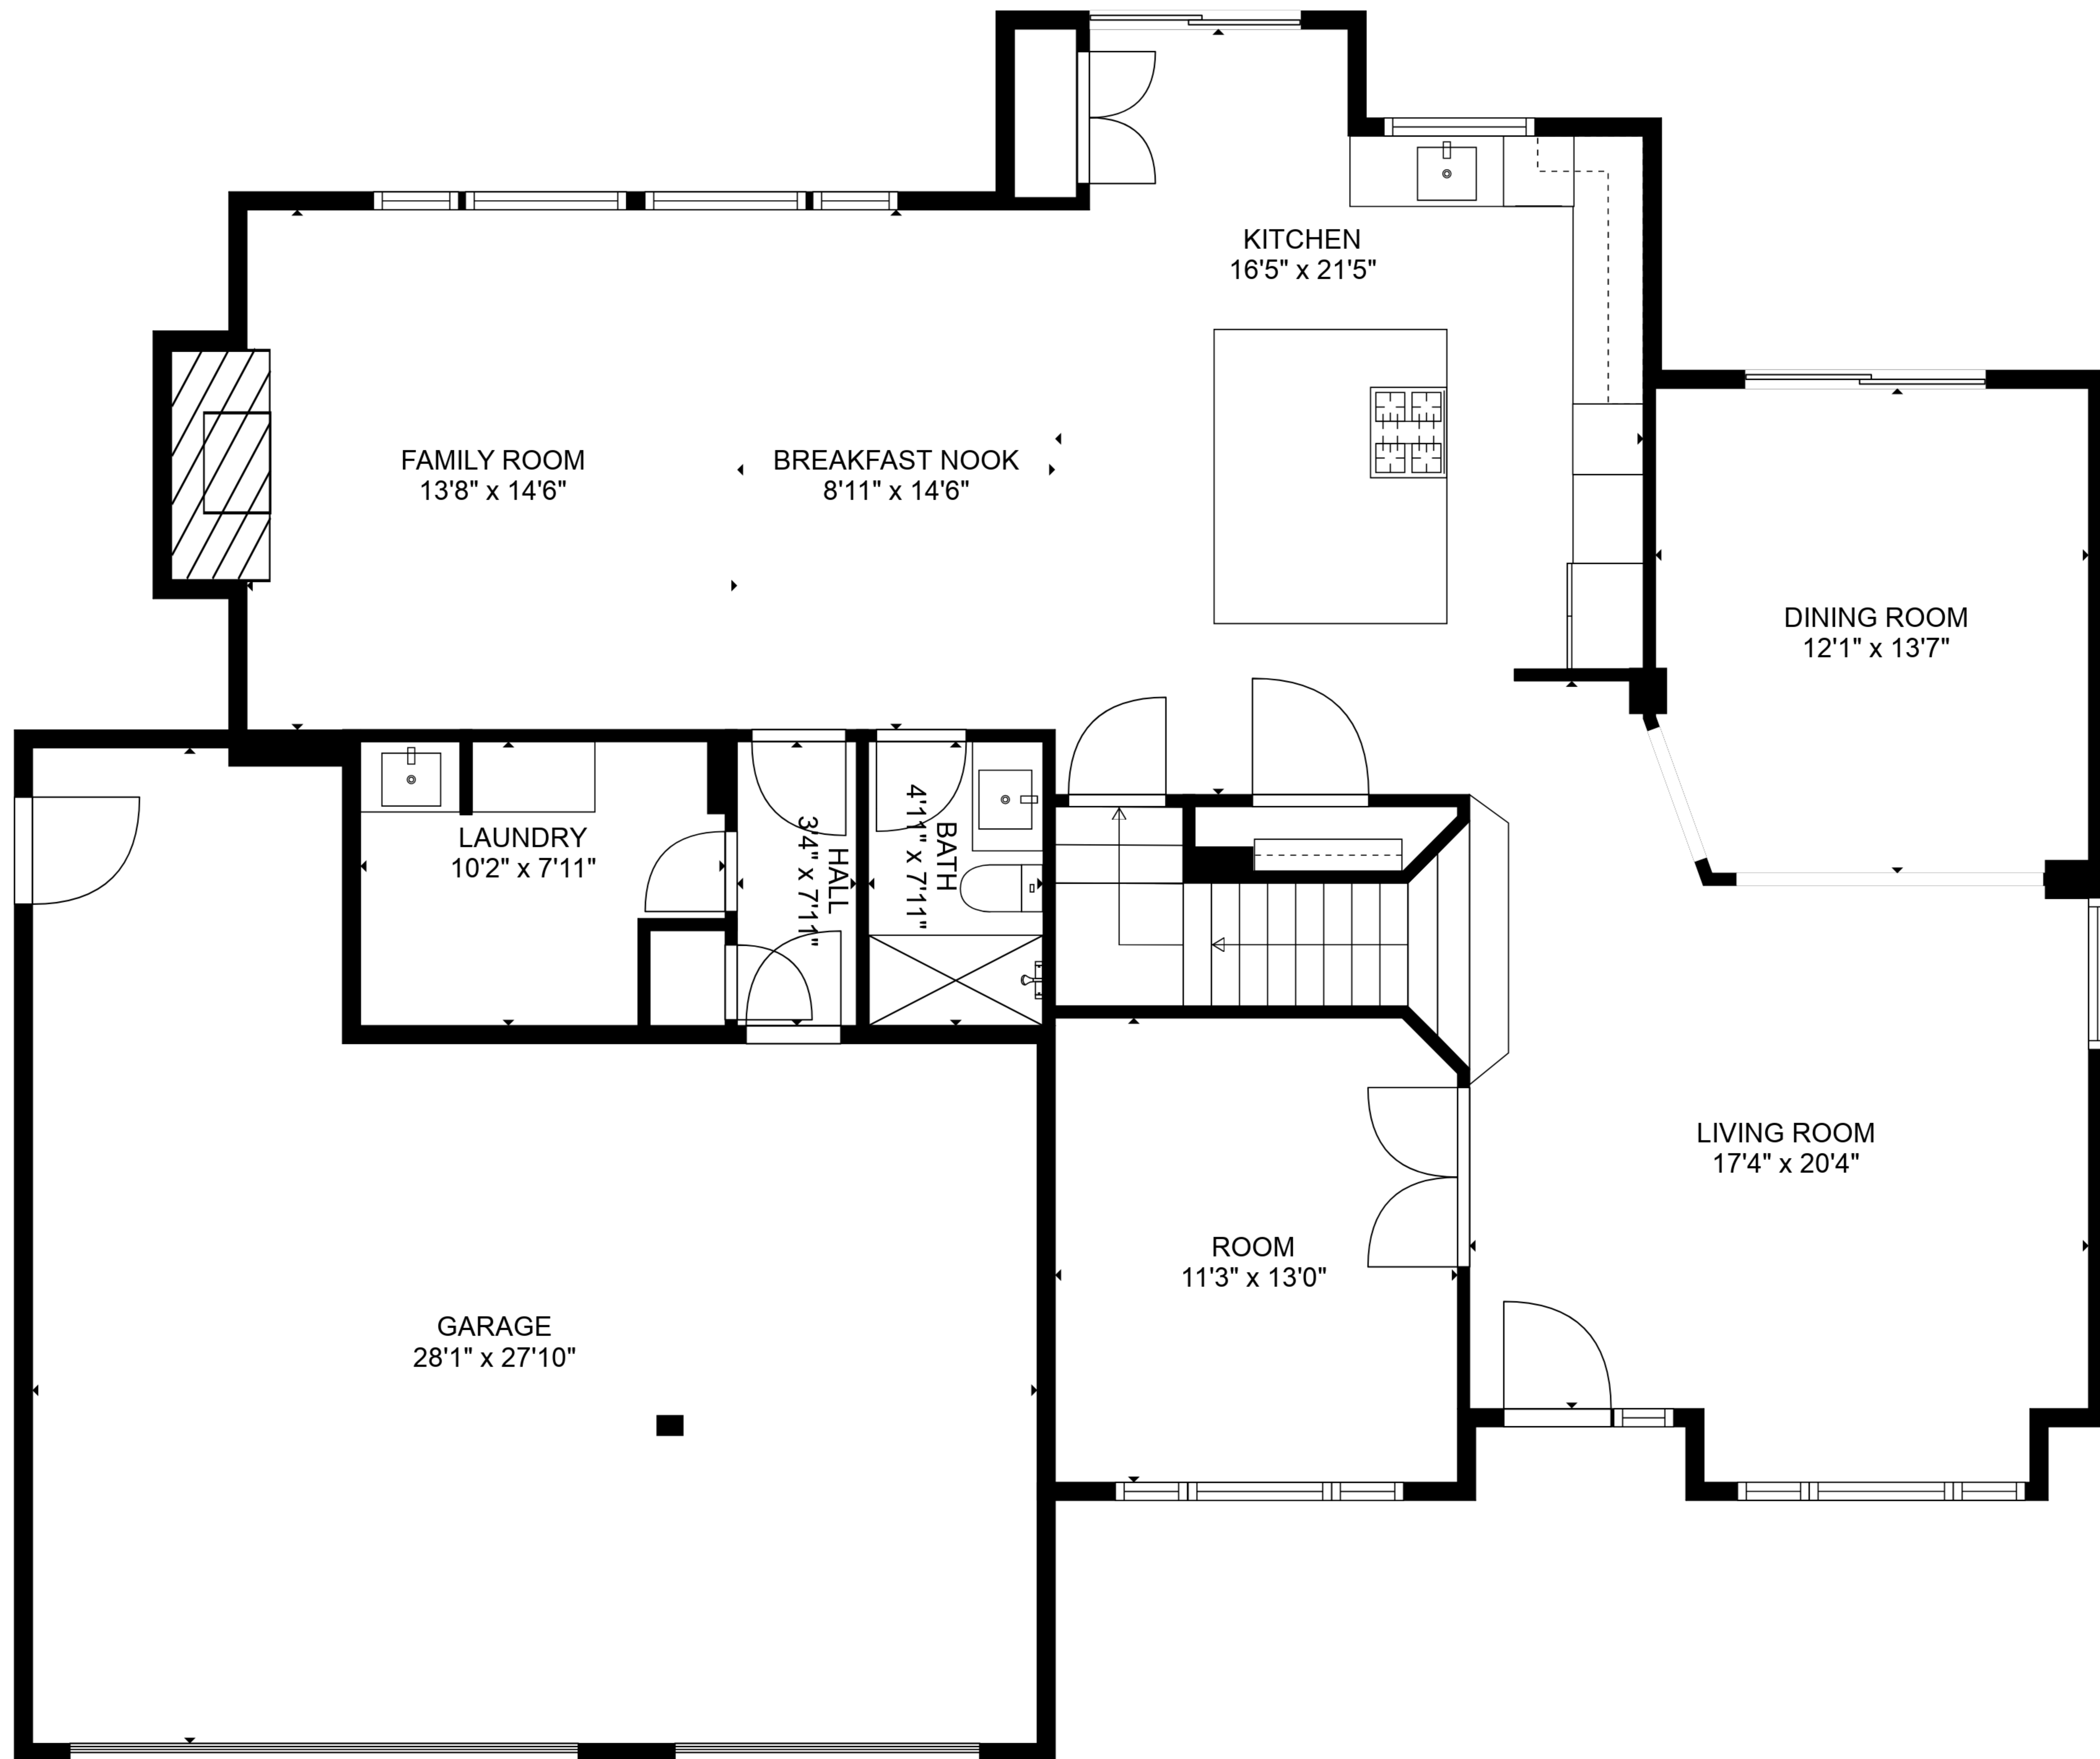 KITCHEN
16'5" x 21'5"
FAMILY ROOM
13'8" x 14'6"
BREAKFAST NOOK
8'11" x 14'6"
DINING ROOM
12'1" x 13'7"
LAUNDRY
10'2" x 7'11"
HALL
3'4" x 7'11"
BATH
4'11" x 7'11"
LIVING ROOM
17'4" x 20'4"
ROOM
11'3" x 13'0"
GARAGE
28'1" x 27'10"